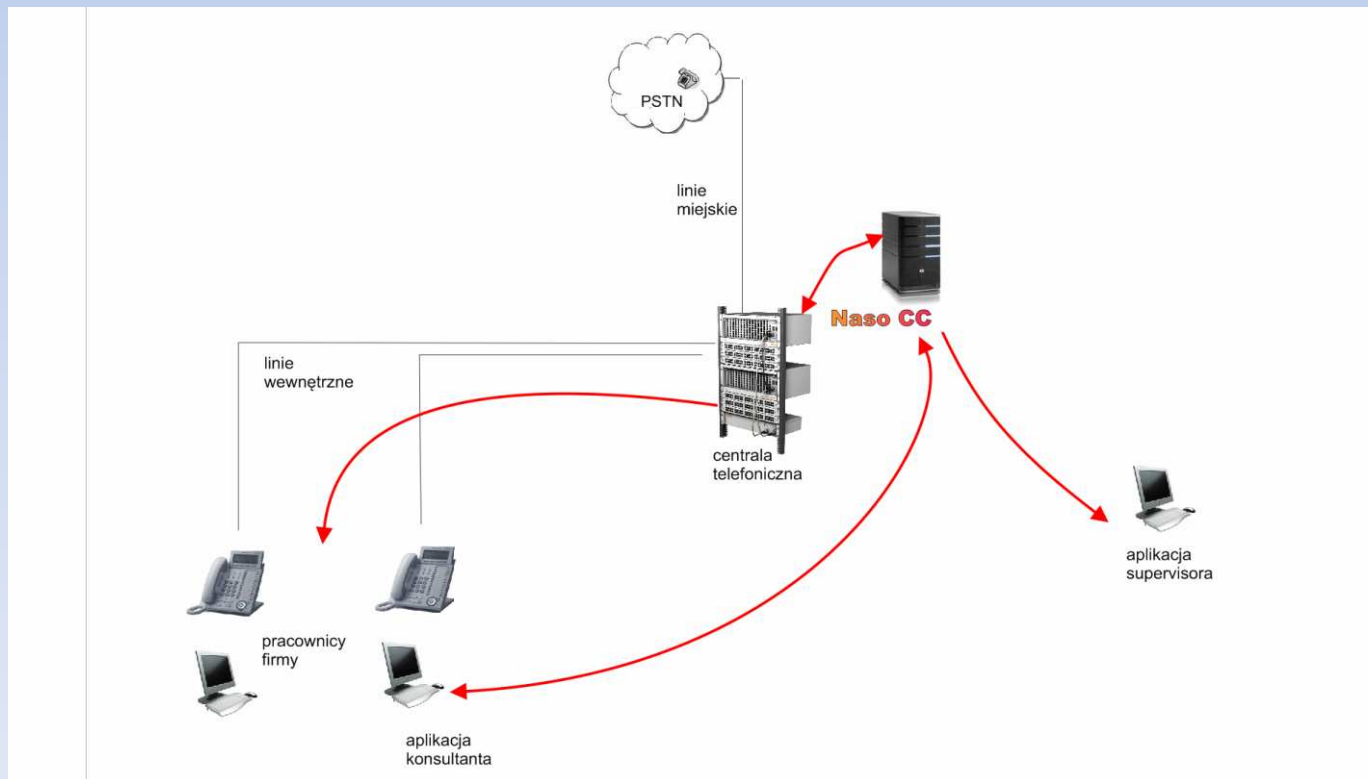 PSTN
linie
miejskie
Naso CC
linie
wewnętrzne
centrala
telefoniczna
aplikacja
supervisora
pracownicy
firmy
aplikacja
konsultanta